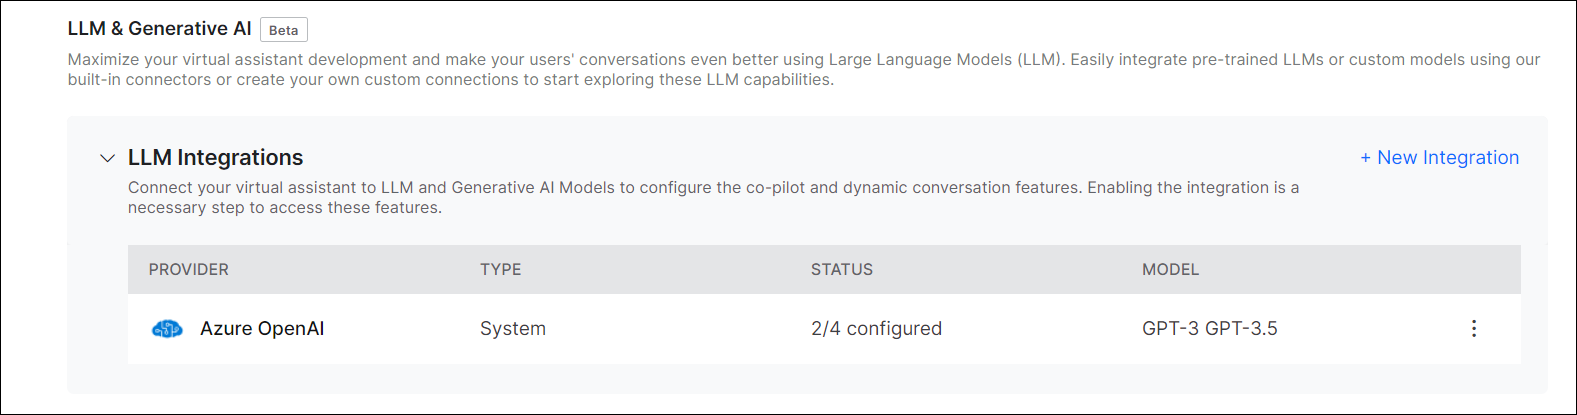 LLM & Generative AI Beta
Maximize your virtual assistant development and make your users' conversations even better using Large Language Models (LLM). Easily integrate pre-trained LLMs or custom models using our
built-in connectors or create your own custom connections to start exploring these LLM capabilities.
LLM Integrations + New Integration
Connect your virtual assistant to LLM and Generative AI Models to configure the co-pilot and dynamic conversation features. Enabling the integration is a
necessary step to access these features.
PROVIDER TYPE STATUS MODEL
Azure OpenAI System 2/4 configured GPT-3 GPT-3.5